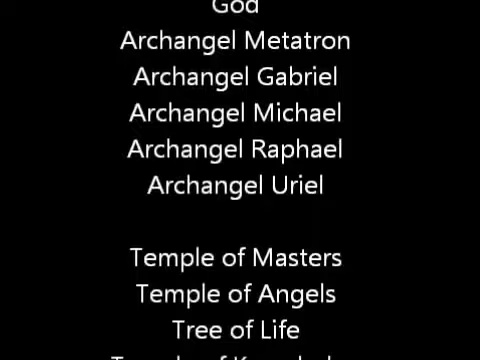 God
Archangel Metatron
Archangel Gabriel
Archangel Michael
Archangel Raphael
Archangel Uriel
Temple of Masters
Temple of Angels
Tree of Life